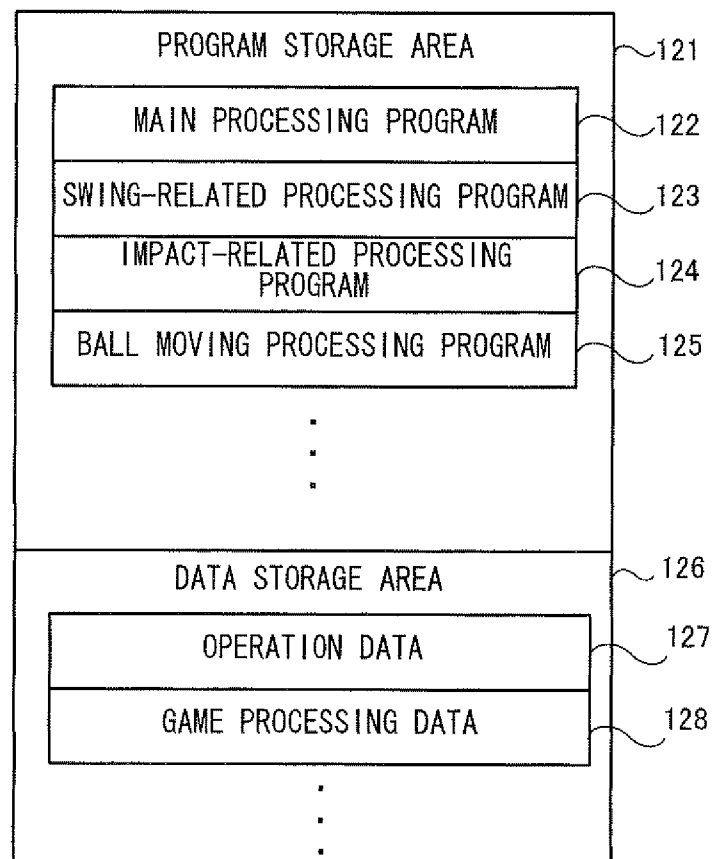 PROGRAM STORAGE AREA
121
MAIN PROCESSING PROGRAM
122
SWING-RELATED PROCESSING PROGRAM
123
IMPACT-RELATED PROCESSING
PROGRAM
124
BALL MOVING PROCESSING PROGRAM
125
DATA STORAGE AREA
126
OPERATION DATA
127
GAME PROCESSING DATA
128